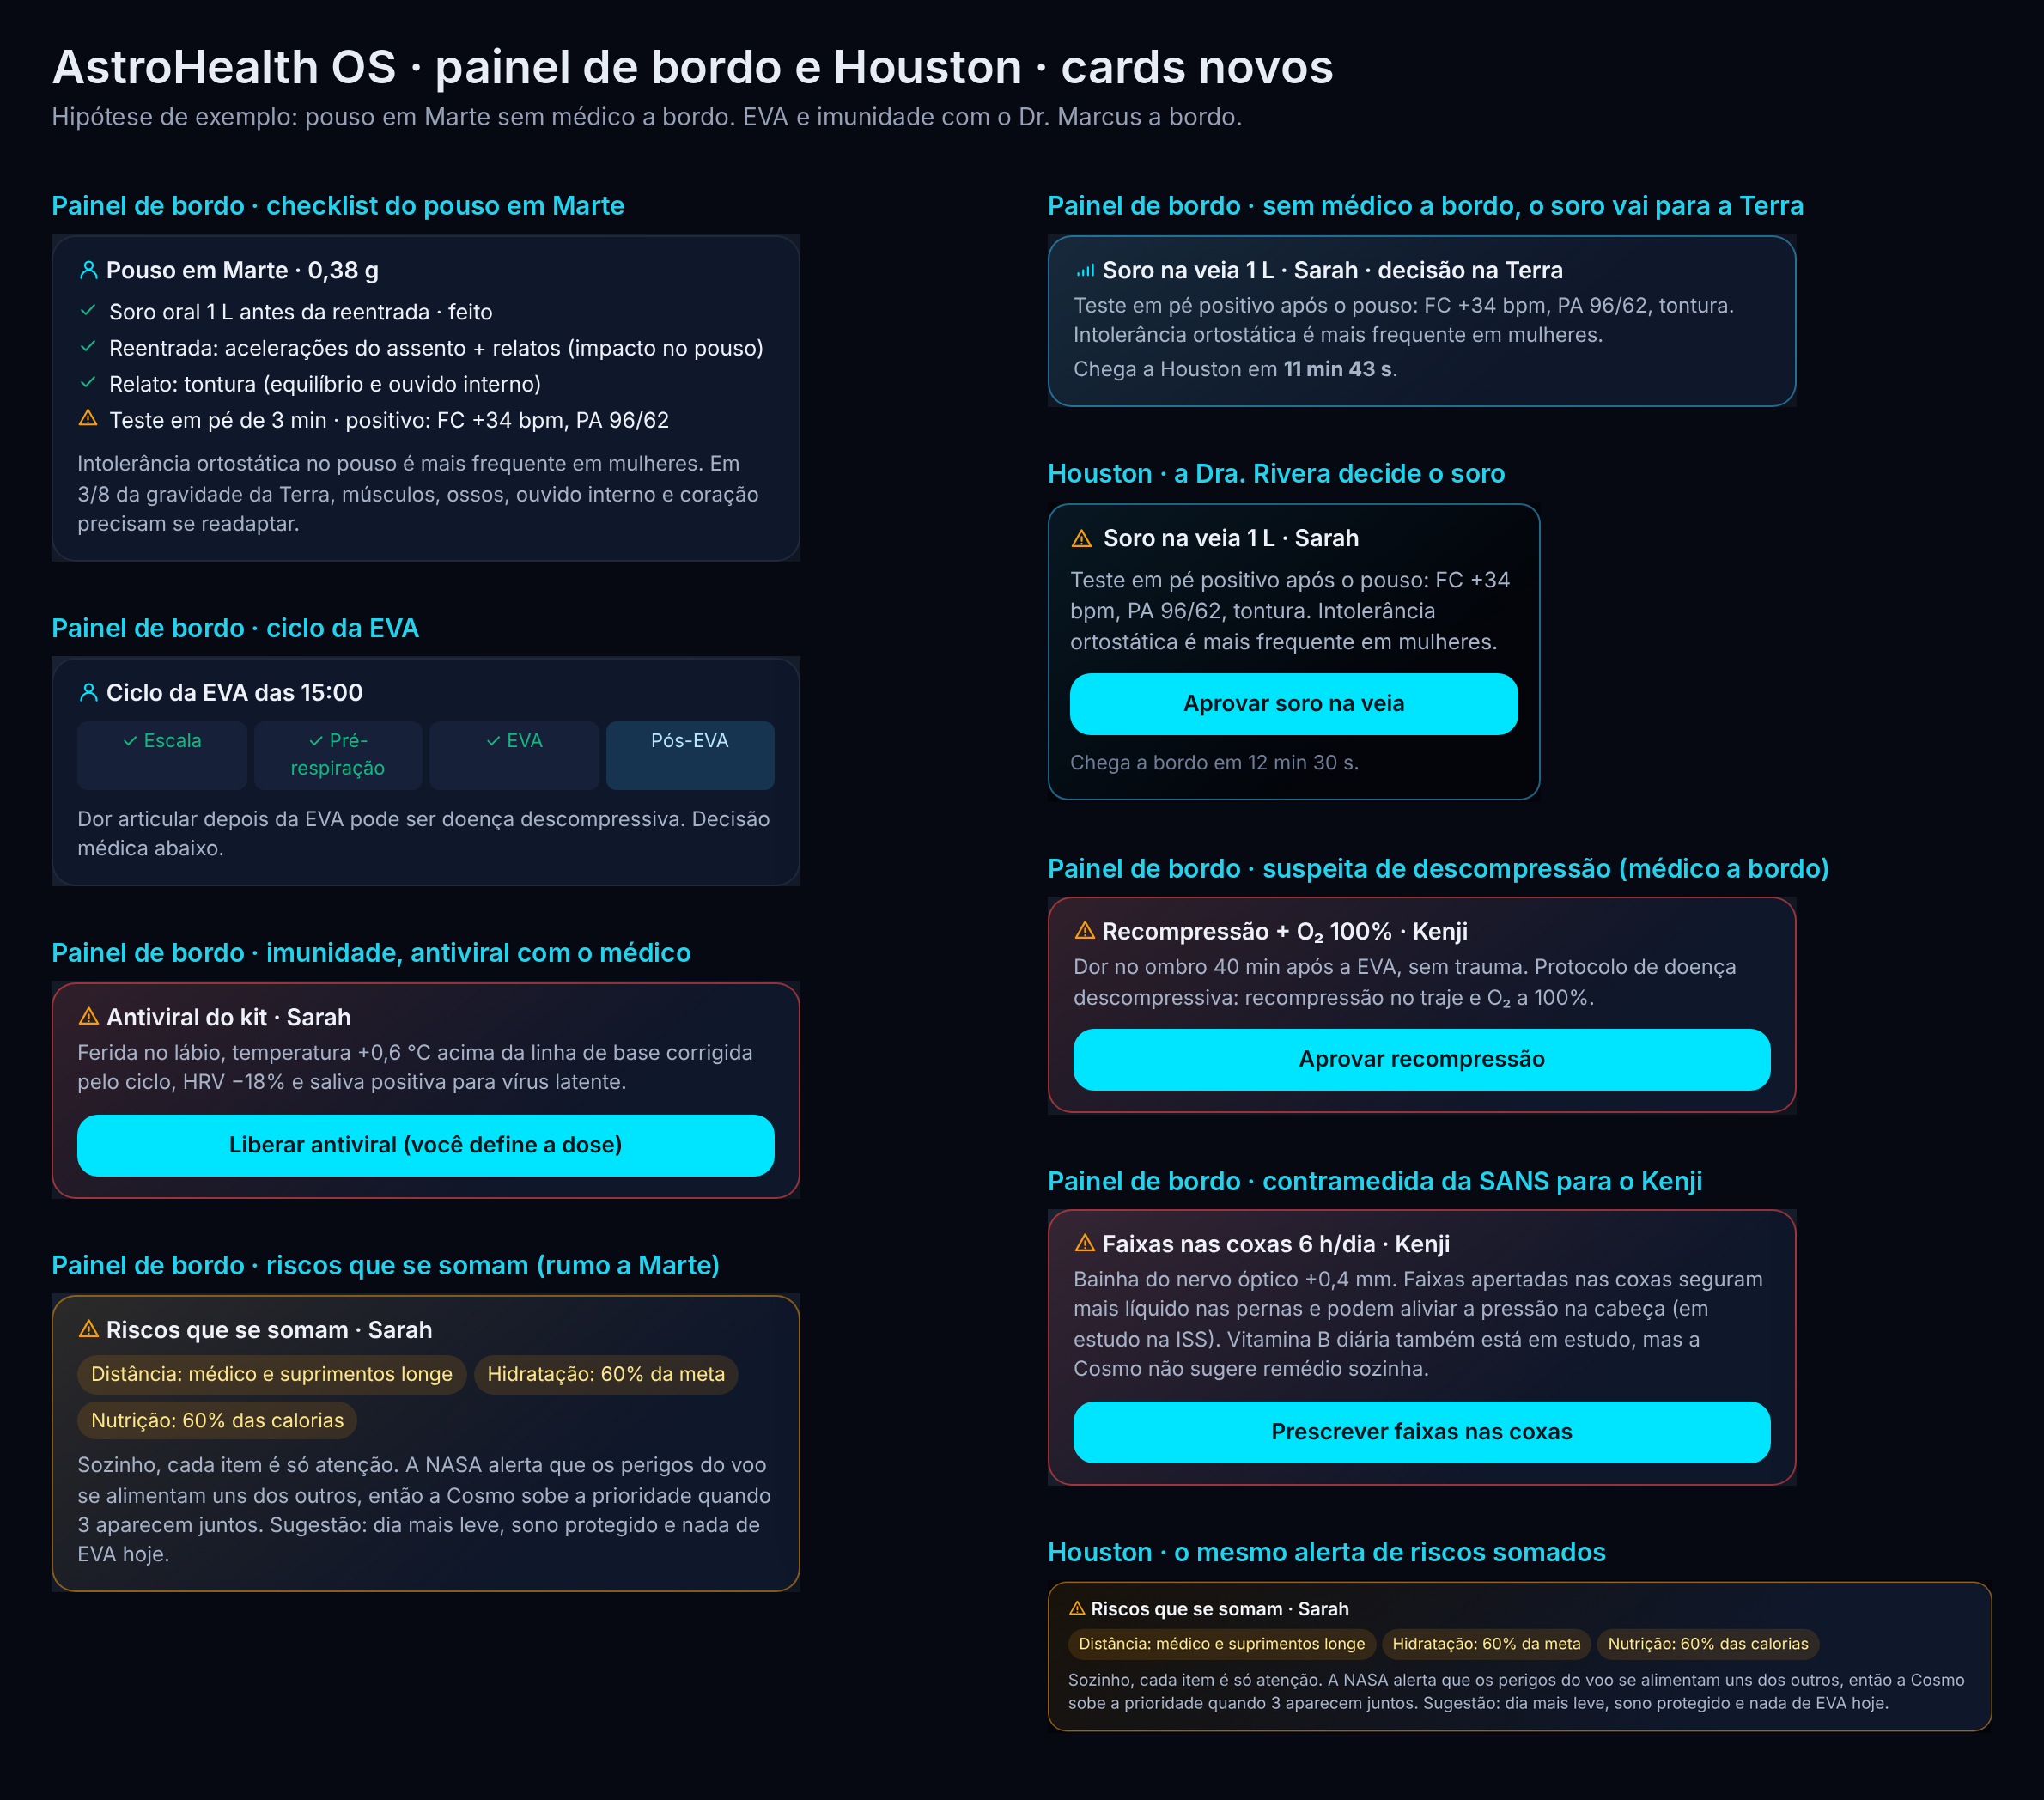 AstroHealth OS · painel de bordo e Houston · cards novos
Hipótese de exemplo: pouso em Marte sem médico a bordo. EVA e imunidade com o Dr. Marcus a bordo.
Painel de bordo · checklist do pouso em Marte
Pouso em Marte · 0,38 g
Soro oral 1 L antes da reentrada · feito
Reentrada: acelerações do assento + relatos (impacto no pouso)
Relato: tontura (equilíbrio e ouvido interno)
Teste em pé de 3 min · positivo: FC +34 bpm, PA 96/62
Intolerância ortostática no pouso é mais frequente em mulheres. Em
3/8 da gravidade da Terra, músculos, ossos, ouvido interno e coração
precisam se readaptar.
Painel de bordo · ciclo da EVA
Ciclo da EVA das 15:00
✓ Escala
✓ Pré-
respiração
✓ EVA
Pós-EVA
Dor articular depois da EVA pode ser doença descompressiva. Decisão
médica abaixo.
Painel de bordo · imunidade, antiviral com o médico
Antiviral do kit · Sarah
Ferida no lábio, temperatura +0,6 °C acima da linha de base corrigida
pelo ciclo, HRV −18% e saliva positiva para vírus latente.
Liberar antiviral (você define a dose)
Painel de bordo · riscos que se somam (rumo a Marte)
Riscos que se somam · Sarah
Distância: médico e suprimentos longe
Hidratação: 60% da meta
Nutrição: 60% das calorias
Sozinho, cada item é só atenção. A NASA alerta que os perigos do voo
se alimentam uns dos outros, então a Cosmo sobe a prioridade quando
3 aparecem juntos. Sugestão: dia mais leve, sono protegido e nada de
EVA hoje.
Painel de bordo · sem médico a bordo, o soro vai para a Terra
Soro na veia 1 L · Sarah · decisão na Terra
Teste em pé positivo após o pouso: FC +34 bpm, PA 96/62, tontura.
Intolerância ortostática é mais frequente em mulheres.
Chega a Houston em 11 min 43 s.
Houston · a Dra. Rivera decide o soro
Soro na veia 1 L · Sarah
Teste em pé positivo após o pouso: FC +34
bpm, PA 96/62, tontura. Intolerância
ortostática é mais frequente em mulheres.
Aprovar soro na veia
Chega a bordo em 12 min 30 s.
Painel de bordo · suspeita de descompressão (médico a bordo)
Recompressão + O₂ 100% · Kenji
Dor no ombro 40 min após a EVA, sem trauma. Protocolo de doença
descompressiva: recompressão no traje e O₂ a 100%.
Aprovar recompressão
Painel de bordo · contramedida da SANS para o Kenji
Faixas nas coxas 6 h/dia · Kenji
Bainha do nervo óptico +0,4 mm. Faixas apertadas nas coxas seguram
mais líquido nas pernas e podem aliviar a pressão na cabeça (em
estudo na ISS). Vitamina B diária também está em estudo, mas a
Cosmo não sugere remédio sozinha.
Prescrever faixas nas coxas
Houston · o mesmo alerta de riscos somados
Riscos que se somam · Sarah
Distância: médico e suprimentos longe
Hidratação: 60% da meta
Nutrição: 60% das calorias
Sozinho, cada item é só atenção. A NASA alerta que os perigos do voo se alimentam uns dos outros, então a Cosmo
sobe a prioridade quando 3 aparecem juntos. Sugestão: dia mais leve, sono protegido e nada de EVA hoje.